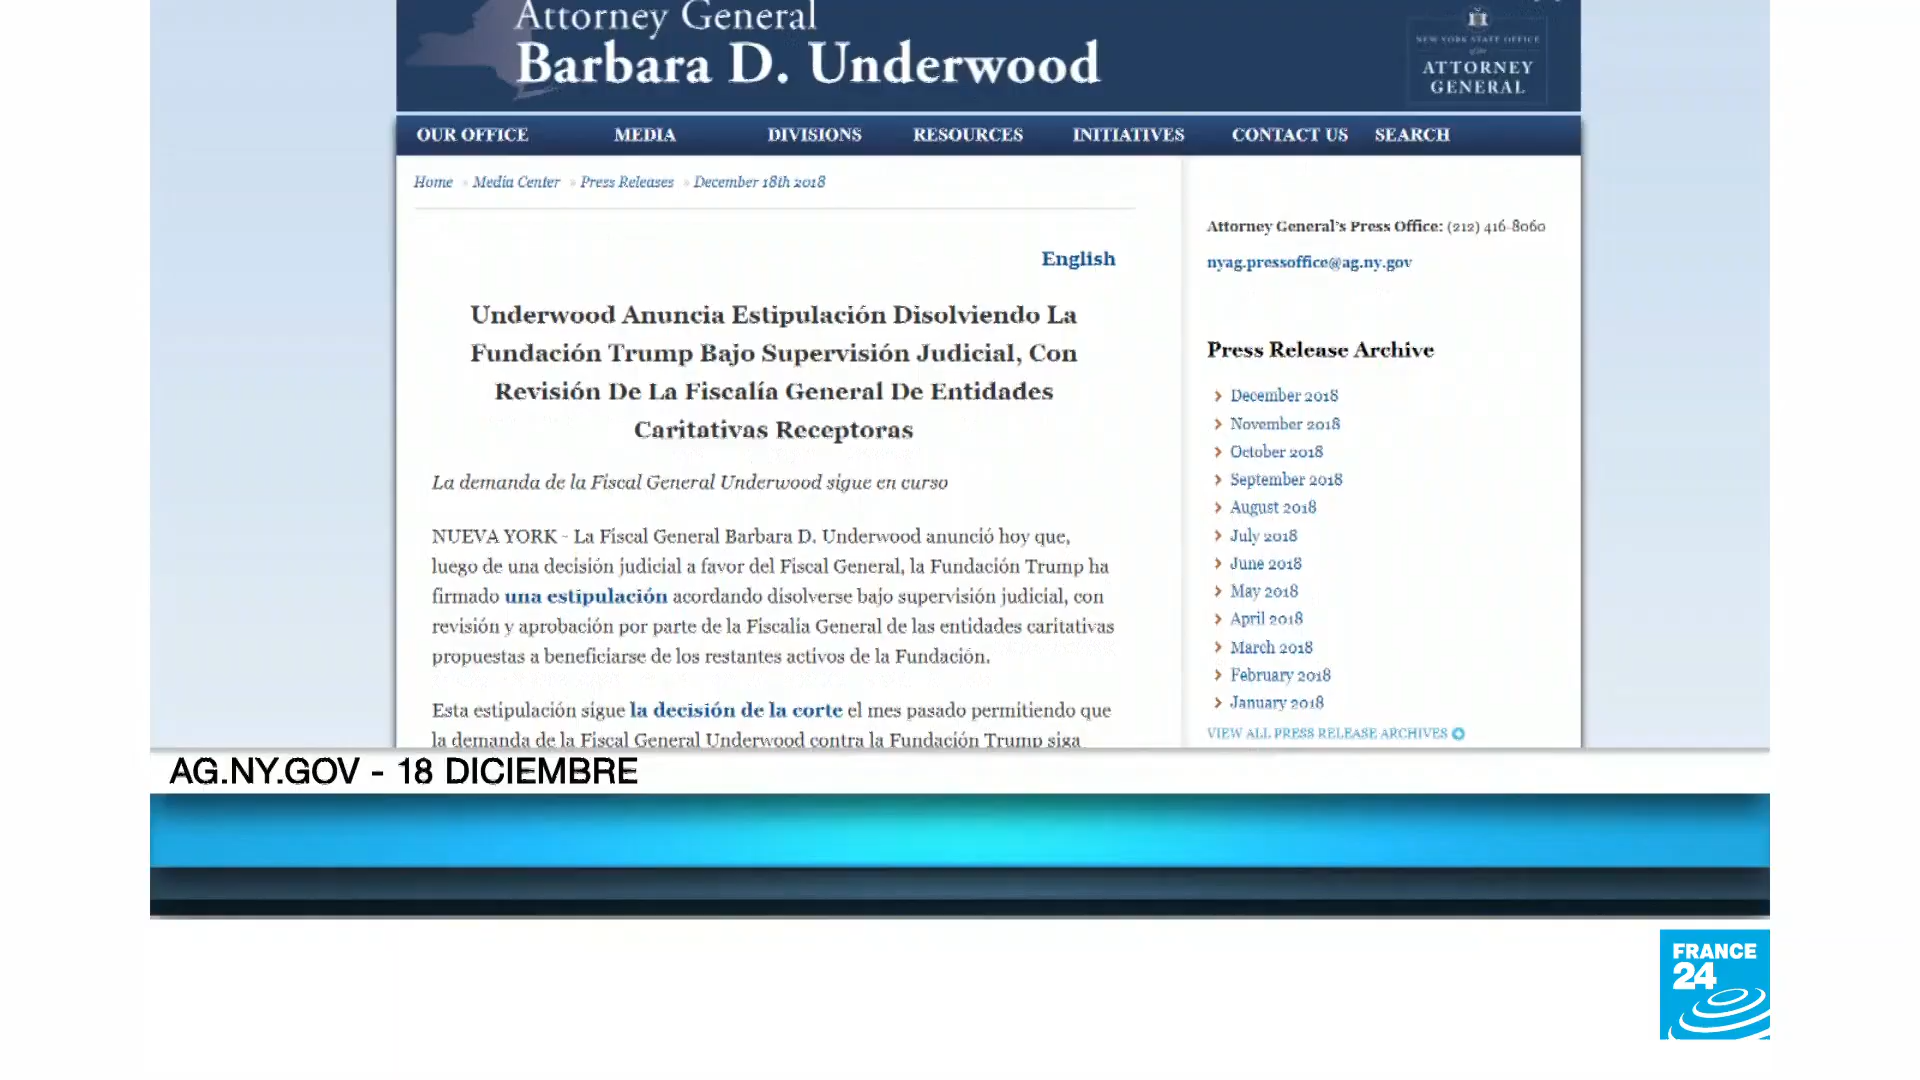 Attorney General
Barbara D. Underwood
NEW YORK STATE OFFICE
of the
ATTORNEY
GENERAL
OUR OFFICE MEDIA DIVISIONS RESOURCES INITIATIVES CONTACT US SEARCH
Home » Media Center » Press Releases » December 18th 2018
English
Underwood Anuncia Estipulación Disolviendo La
Fundación Trump Bajo Supervisión Judicial, Con
Revisión De La Fiscalía General De Entidades
Caritativas Receptoras
La demanda de la Fiscal General Underwood sigue en curso
NUEVA YORK - La Fiscal General Barbara D. Underwood anunció hoy que,
luego de una decisión judicial a favor del Fiscal General, la Fundación Trump ha
firmado una estipulación acordando disolverse bajo supervisión judicial, con
revisión y aprobación por parte de la Fiscalia General de las entidades caritativas
propuestas a beneficiarse de los restantes activos de la Fundación.
Esta estipulación sigue la decisión de la corte el mes pasado permitiendo que
la demanda de la Fiscal General Underwood contra la Fundación Trump siga
Attorney General's Press Office: (212) 416-8060
nyag.pressoffice@ag.ny.gov
Press Release Archive
December 2018
November 2018
October 2018
September 2018
August 2018
July 2018
June 2018
May 2018
April 2018
March 2018
February 2018
January 2018
VIEW ALL PRESS RELEASE ARCHIVES
AG.NY.GOV - 18 DICIEMBRE
FRANCE
24